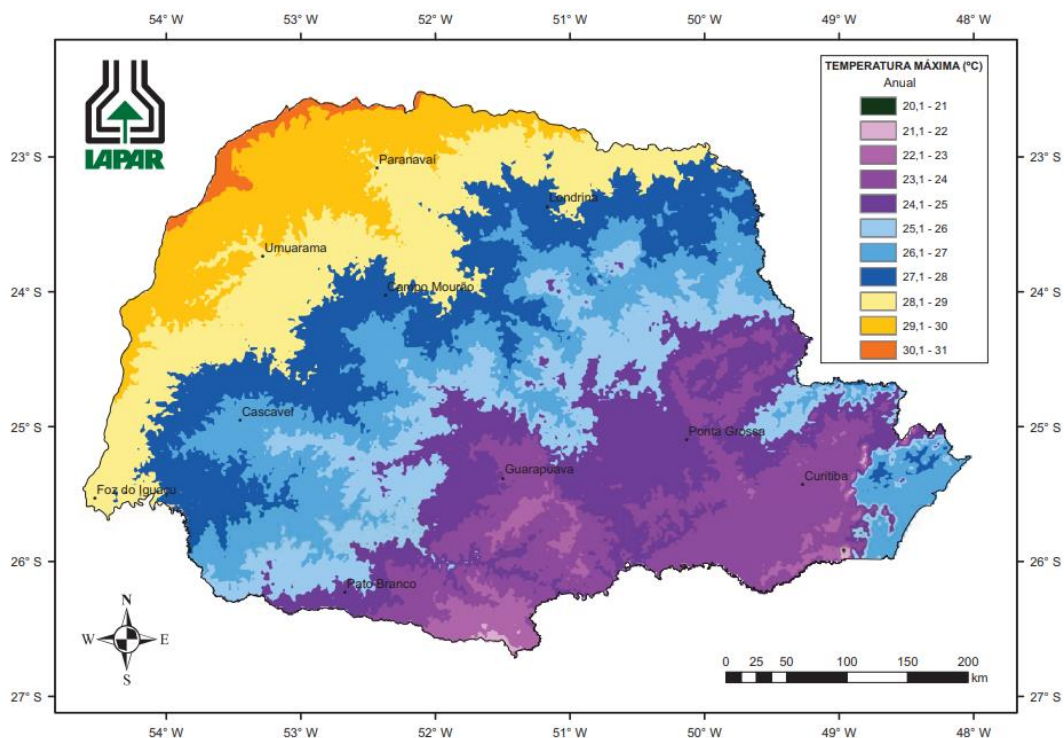 54° W 53° W 52° W 51° W 50° W 49° W 48° W
IAPAR
TEMPERATURA MÁXIMA (ºC)
Anual
20,1 - 21
21,1 - 22
22,1 - 23
23,1 - 24
24,1 - 25
25,1 - 26
26,1 - 27
27,1 - 28
28,1 - 29
29,1 - 30
30,1 - 31
23° S 23° S
Paranavaí
Londrina
Umuarama
24° S 24° S
Campo Mourão
Cascavel
25° S 25° S
Ponta Grossa
Guarapuava
Curitiba
Foz do Iguaçu
26° S 26° S
Pato Branco
N
W E
S
0 25 50 100 150 200
km
27° S 27° S
54° W 53° W 52° W 51° W 50° W 49° W 48° W